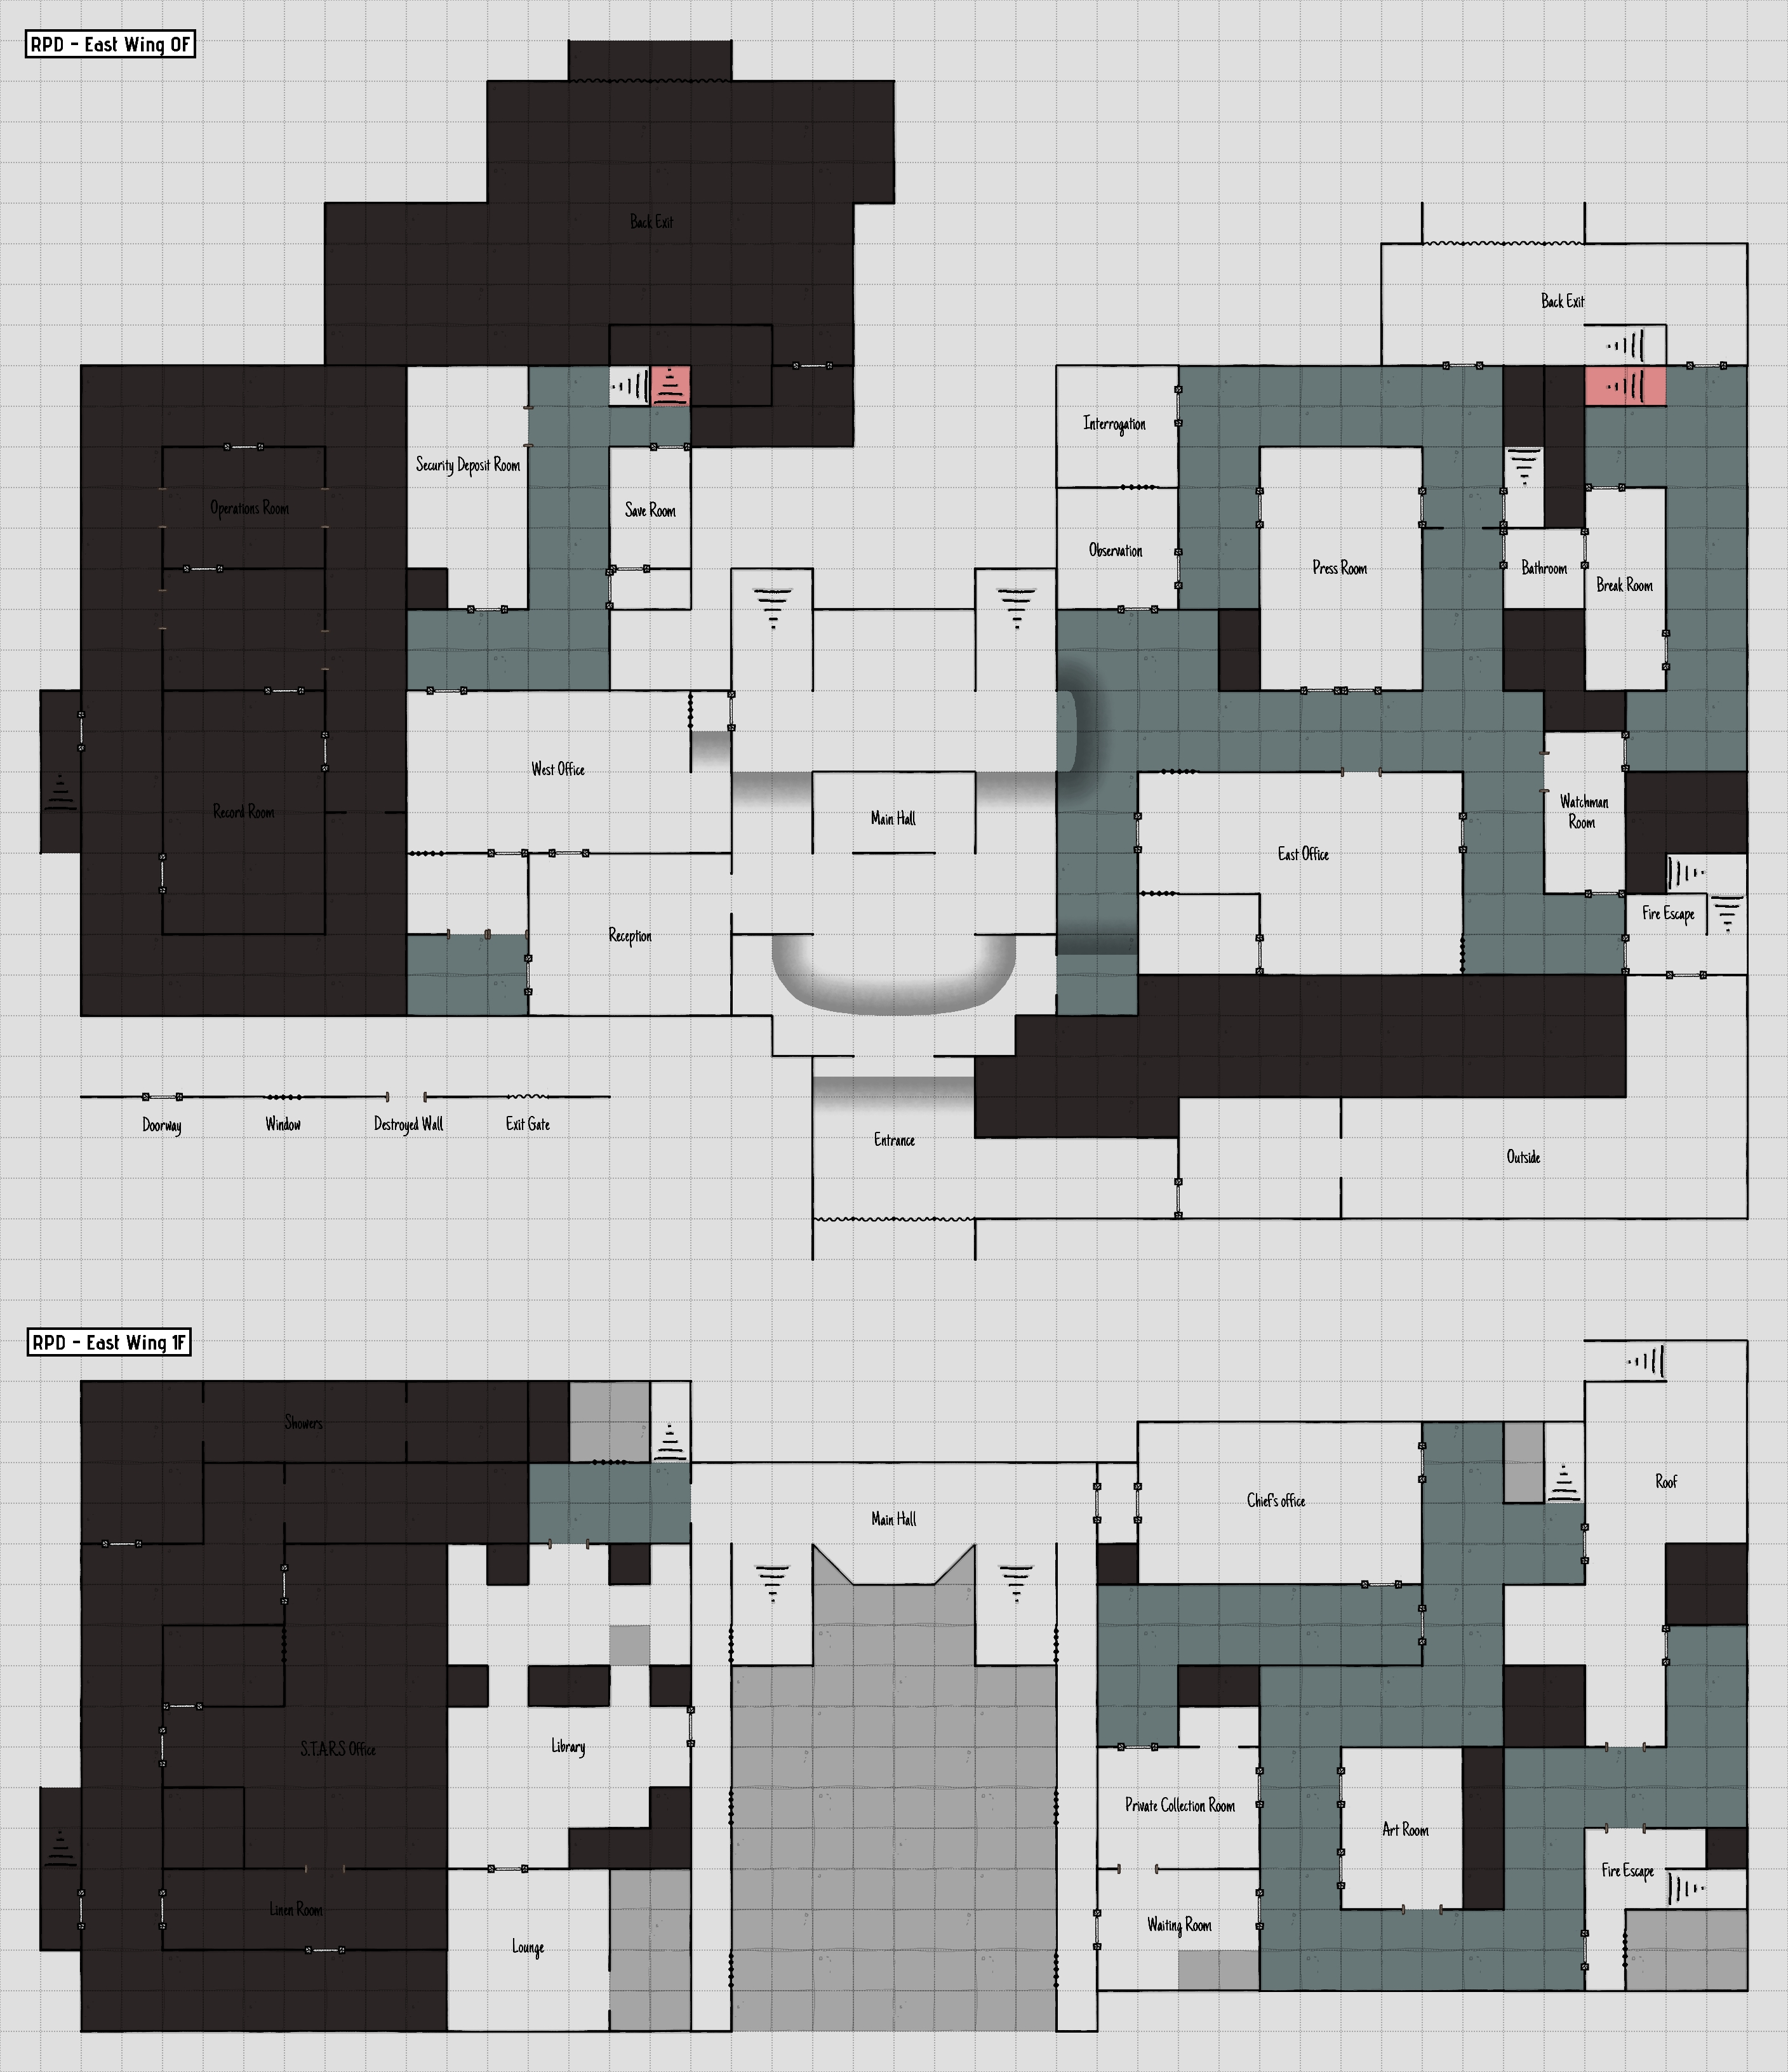 RPD - East Wing 0F
Back Exit
Back Exit
Interrogation
Security Deposit Room
Operations Room
Save Room
Observation
Press Room
Bathroom
Break Room
West Office
Record Room
Main Hall
Watchman
Room
East Office
Reception
Fire Escape
Doorway
Window
Destroyed Wall
Exit Gate
Entrance
Outside
RPD - East Wing 1F
Showers
Main Hall
Chief's office
Roof
S.T.A.R.S Office
Library
Private Collection Room
Art Room
Fire Escape
Linen Room
Waiting Room
Lounge